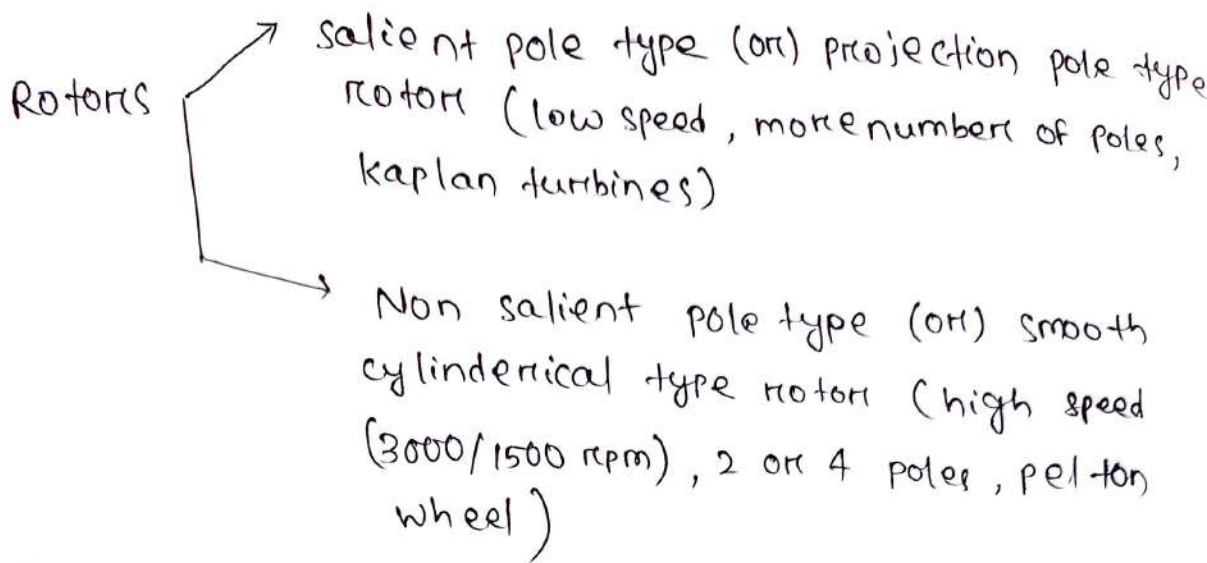 salient pole type (or) projection pole type
Rotors
rotor (low speed, more number of poles,
kaplan turbines)
Non salient pole type (or) smooth
cylinderical type rotor (high speed
(3000/1500 rpm), 2 or 4 poles, pelton
wheel)